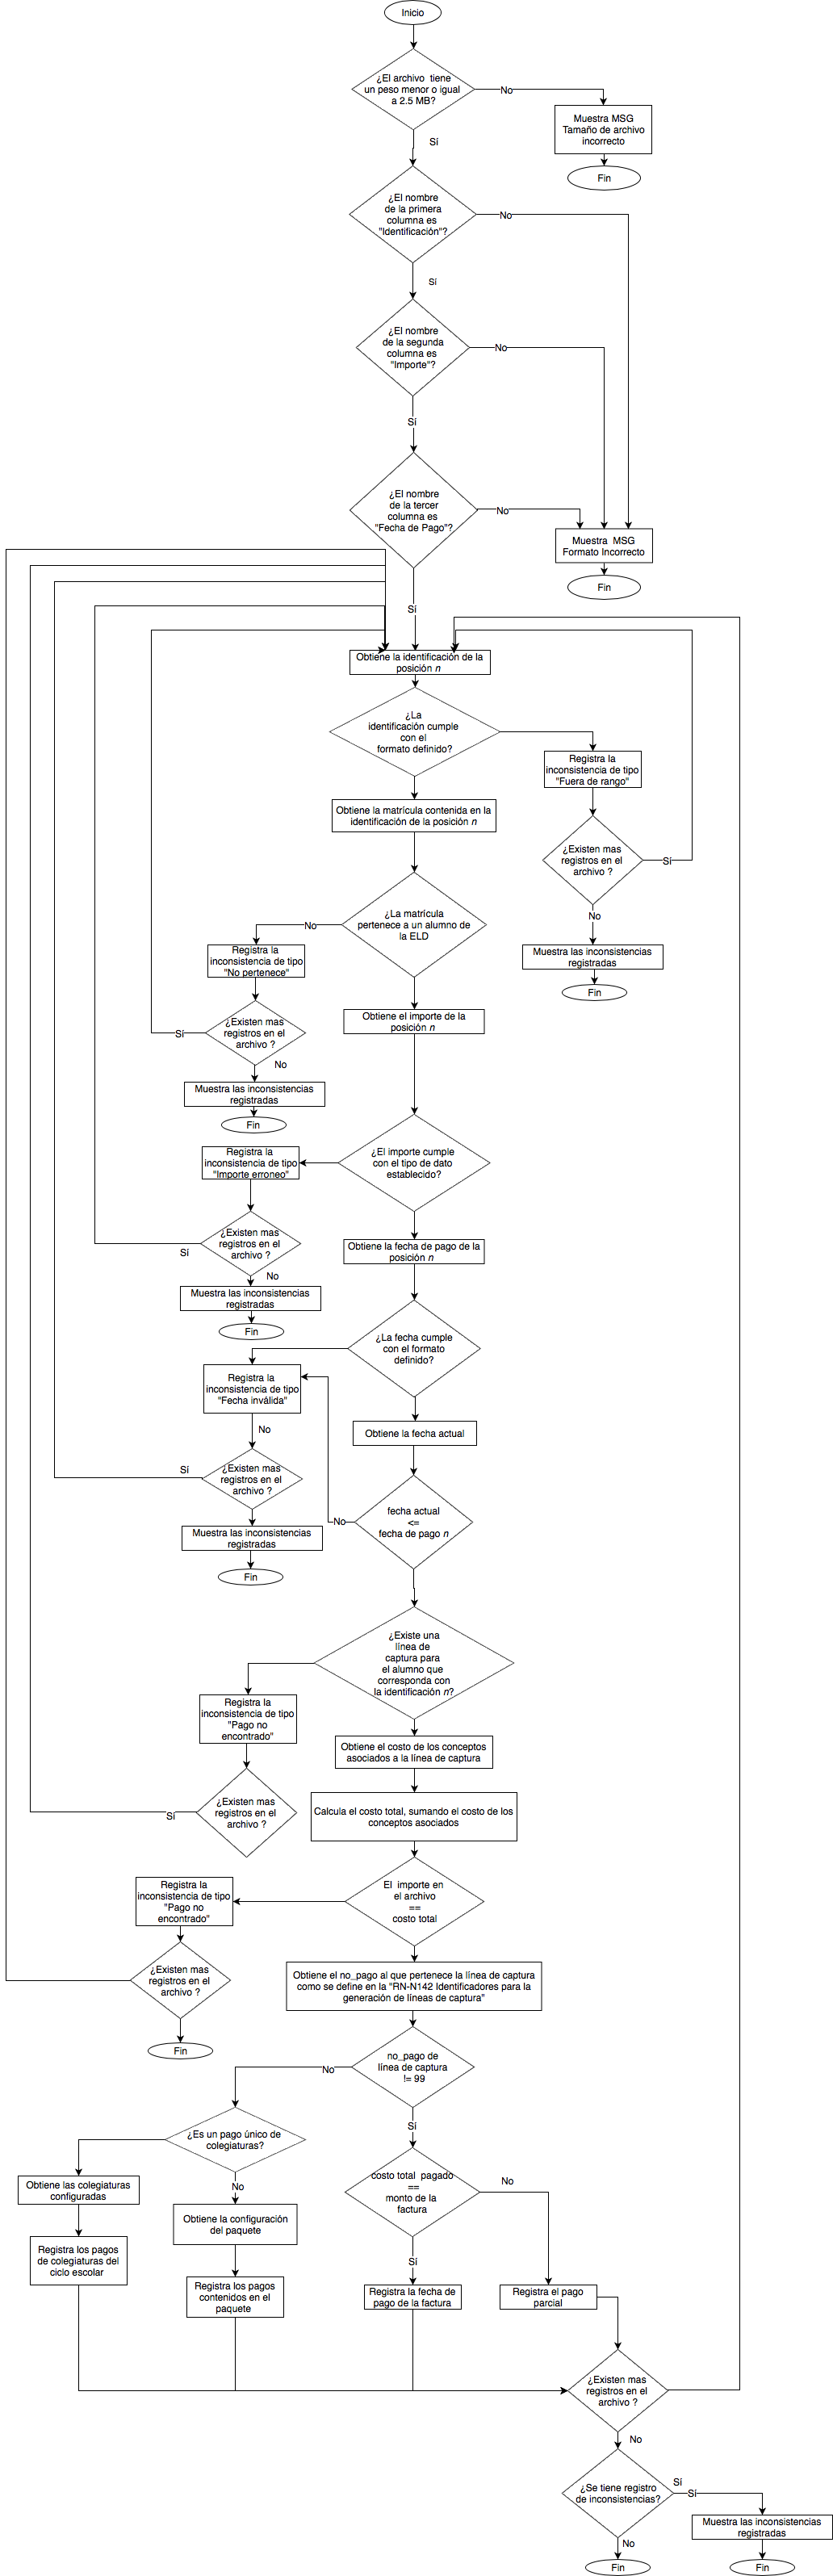 Inicio
¿El archivo tiene
un peso menor o igual
a 2.5 MB?
No
Muestra MSG
Tamaño de archivo
incorrecto
Fin
Sí
¿El nombre
de la primera
columna es
"Identificación"?
No
Sí
¿El nombre
de la segunda
columna es
"Importe"?
No
Sí
¿El nombre
de la tercer
columna es
"Fecha de Pago"?
No
Muestra MSG
Formato Incorrecto
Fin
Sí
Obtiene la identificación de la
posición n
¿La
identificación cumple
con el
formato definido?
Registra la
inconsistencia de tipo
"Fuera de rango"
¿Existen mas
registros en el
archivo ?
Sí
No
Muestra las inconsistencias
registradas
Fin
Obtiene la matrícula contenida en la
identificación de la posición n
¿La matrícula
pertenece a un alumno de
la ELD
No
Registra la
inconsistencia de tipo
"No pertenece"
¿Existen mas
registros en el
archivo ?
Sí
No
Muestra las inconsistencias
registradas
Fin
Obtiene el importe de la
posición n
¿El importe cumple
con el tipo de dato
establecido?
Registra la
inconsistencia de tipo
"Importe erroneo"
¿Existen mas
registros en el
archivo ?
Sí
No
Muestra las inconsistencias
registradas
Fin
Obtiene la fecha de pago de la
posición n
¿La fecha cumple
con el formato
definido?
Registra la
inconsistencia de tipo
"Fecha inválida"
No
¿Existen mas
registros en el
archivo ?
Sí
Muestra las inconsistencias
registradas
Fin
Obtiene la fecha actual
fecha actual
<=
fecha de pago n
No
¿Existe una
línea de
captura para
el alumno que
corresponda con
la identificación n?
Registra la
inconsistencia de tipo
"Pago no
encontrado"
¿Existen mas
registros en el
archivo ?
Sí
Obtiene el costo de los conceptos
asociados a la línea de captura
Calcula el costo total, sumando el costo de los
conceptos asociados
El importe en
el archivo
==
costo total
Registra la
inconsistencia de tipo
"Pago no
encontrado"
¿Existen mas
registros en el
archivo ?
Fin
Obtiene el no_pago al que pertenece la línea de captura
como se define en la "RN-N142 Identificadores para la
generación de líneas de captura"
no_pago de
línea de captura
!= 99
No
Sí
¿Es un pago único de
colegiaturas?
No
Obtiene las colegiaturas
configuradas
Registra los pagos
de colegiaturas del
ciclo escolar
Obtiene la configuración
del paquete
Registra los pagos
contenidos en el
paquete
costo total pagado
==
monto de la
factura
No
Sí
Registra la fecha de
pago de la factura
Registra el pago
parcial
¿Existen mas
registros en el
archivo ?
No
¿Se tiene registro
de inconsistencias?
Sí
Sí
No
Muestra las inconsistencias
registradas
Fin
Fin